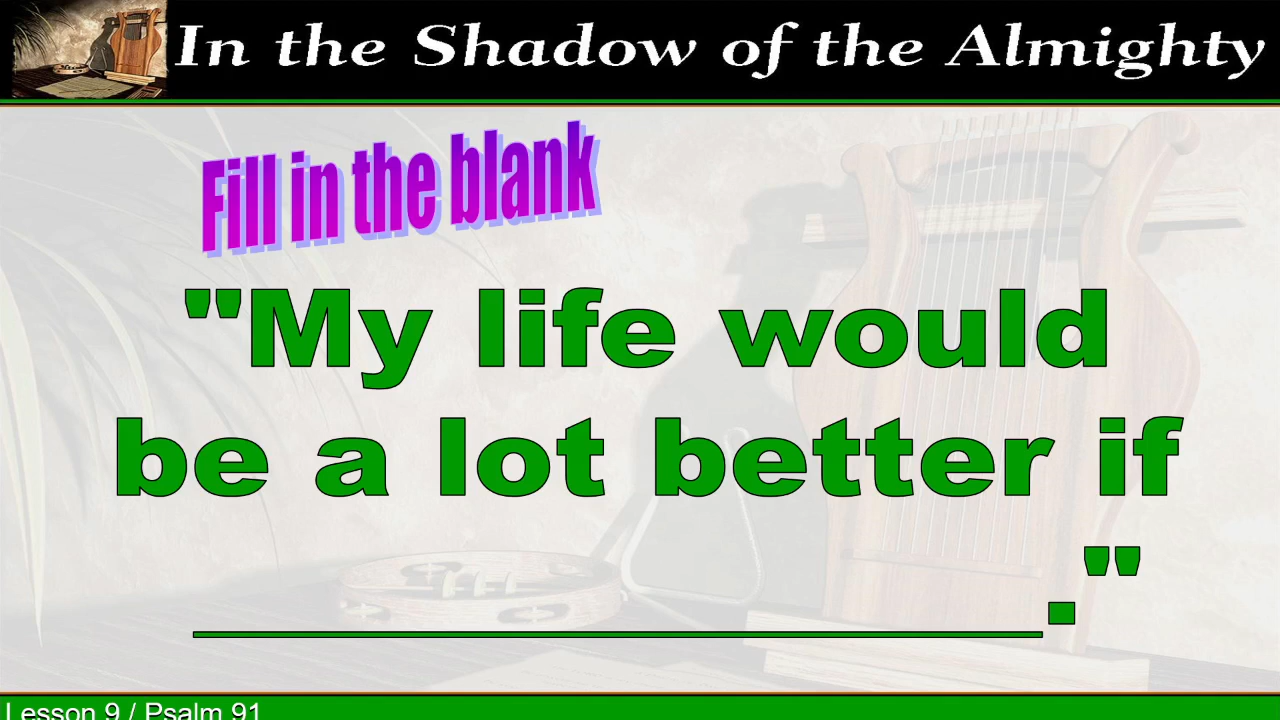 In the Shadow of the Almighty
Fill in the blank
"My life would
be a lot better if
____________________."
Lesson 9 / Psalm 91